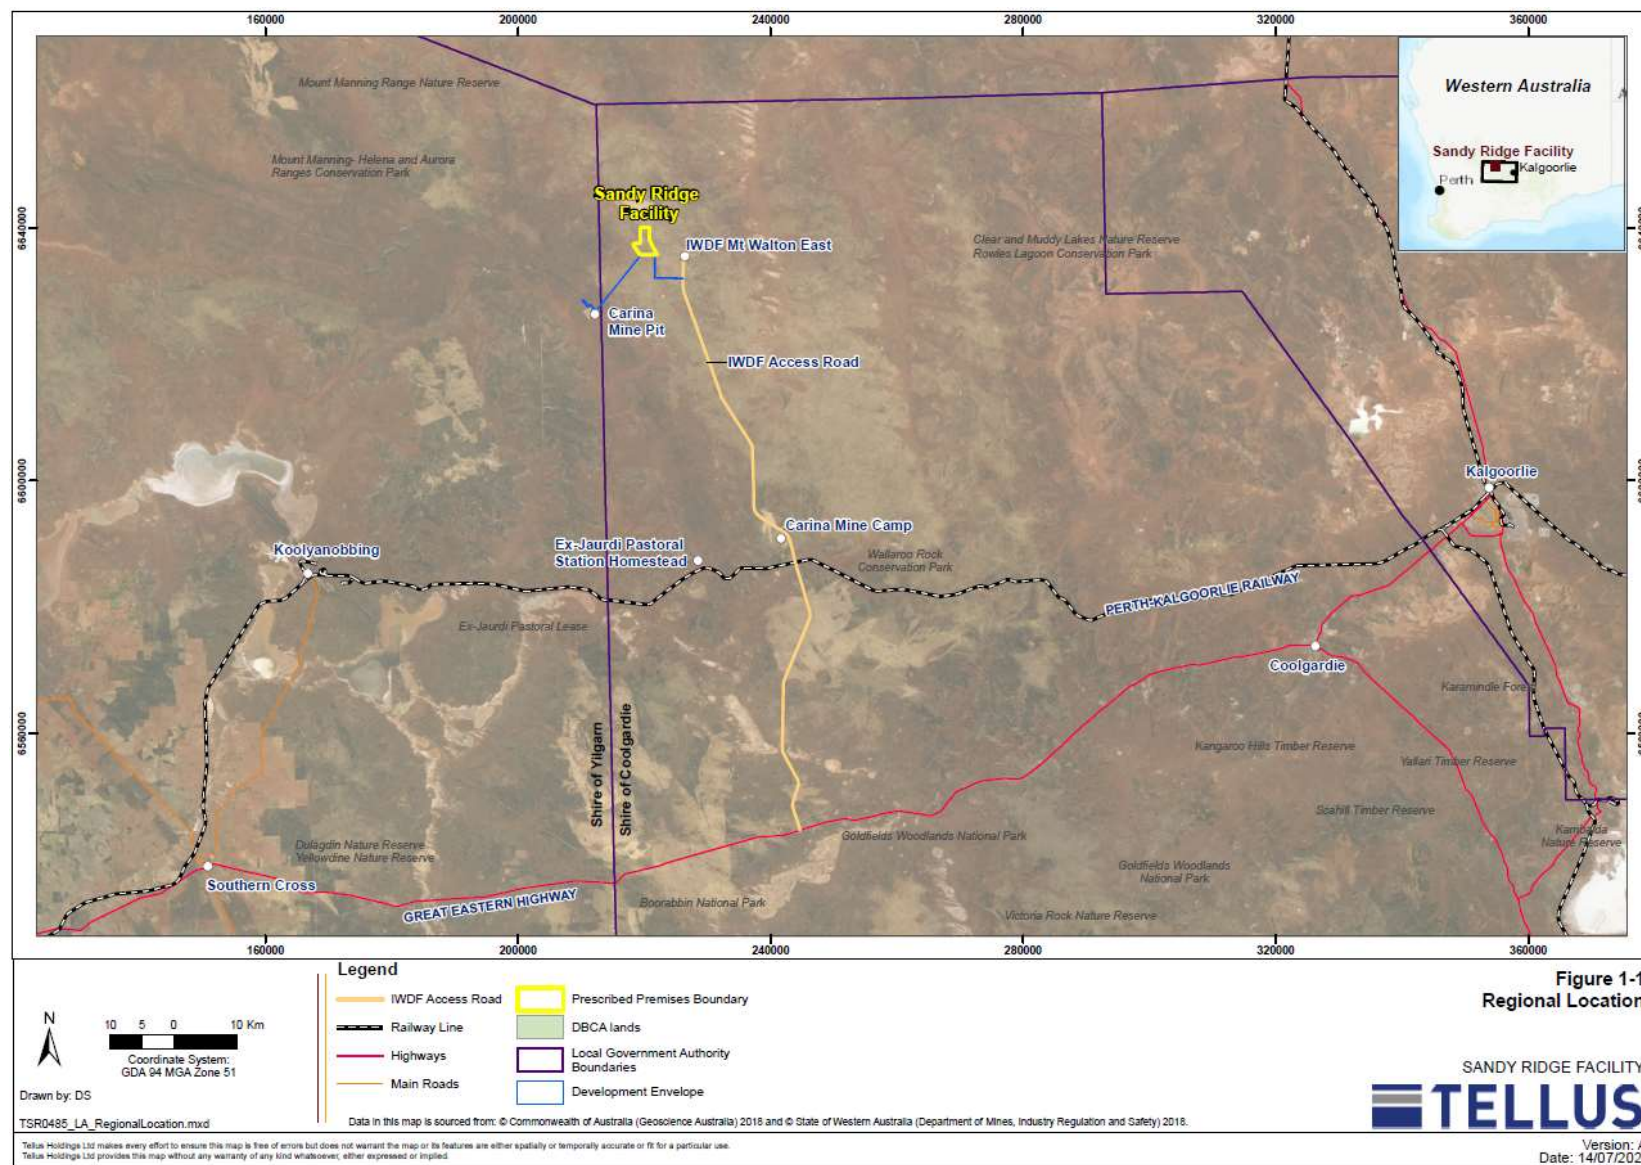 160000
200000
240000
280000
320000
360000
Mount Manning Range Nature Reserve
Western Australia
Mount Manning- Helena and Aurora
Ranges Conservation Park
Sandy Ridge Facility
Kalgoorlie
Perth
Sandy Ridge
Facility
6640000
IWDF Mt Walton East
Clear and Muddy Lakes Nature Reserve
Rowles Lagoon Conservation Park
Carina
Mine Pit
IWDF Access Road
6600000
Kalgoorlie
Carina Mine Camp
Koolyanobbing
Ex-Jaurdi Pastoral
Station Homestead
Wallaroo Rock
Conservation Park
PERTH-KALGOORLIE RAILWAY
Ex-Jaurdi Pastoral Lease
Coolgardie
Karamindie Fore
6560000
Shire of Yilgarn
Shire of Coolgardie
Kangaroo Hills Timber Reserve
Yallari Timber Reserve
Scahill Timber Reserve
Kambalda
Nature Reserve
Dulagdin Nature Reserve
Yellowdine Nature Reserve
Goldfields Woodlands National Park
Goldfields Woodlands
National Park
Southern Cross
GREAT EASTERN HIGHWAY
Boorabbin National Park
Victoria Rock Nature Reserve
160000
200000
240000
280000
320000
360000
Legend
IWDF Access Road
Railway Line
Highways
Main Roads
Prescribed Premises Boundary
DBCA lands
Local Government Authority
Boundaries
Development Envelope
N
10 5 0 10 Km
Coordinate System:
GDA 94 MGA Zone 51
Drawn by: DS
TSR0485_LA_RegionalLocation.mxd
Data in this map is sourced from: © Commonwealth of Australia (Geoscience Australia) 2018 and © State of Western Australia (Department of Mines, Industry Regulation and Safety) 2018.
Figure 1-1
Regional Location
SANDY RIDGE FACILITY
TELLUS
Tellus Holdings Ltd makes every effort to ensure this map is free of errors but does not warrant the map or its features are either spatially or temporally accurate or fit for a particular use.
Tellus Holdings Ltd provides this map without any warranty of any kind whatsoever, either expressed or implied.
Version: A
Date: 14/07/202